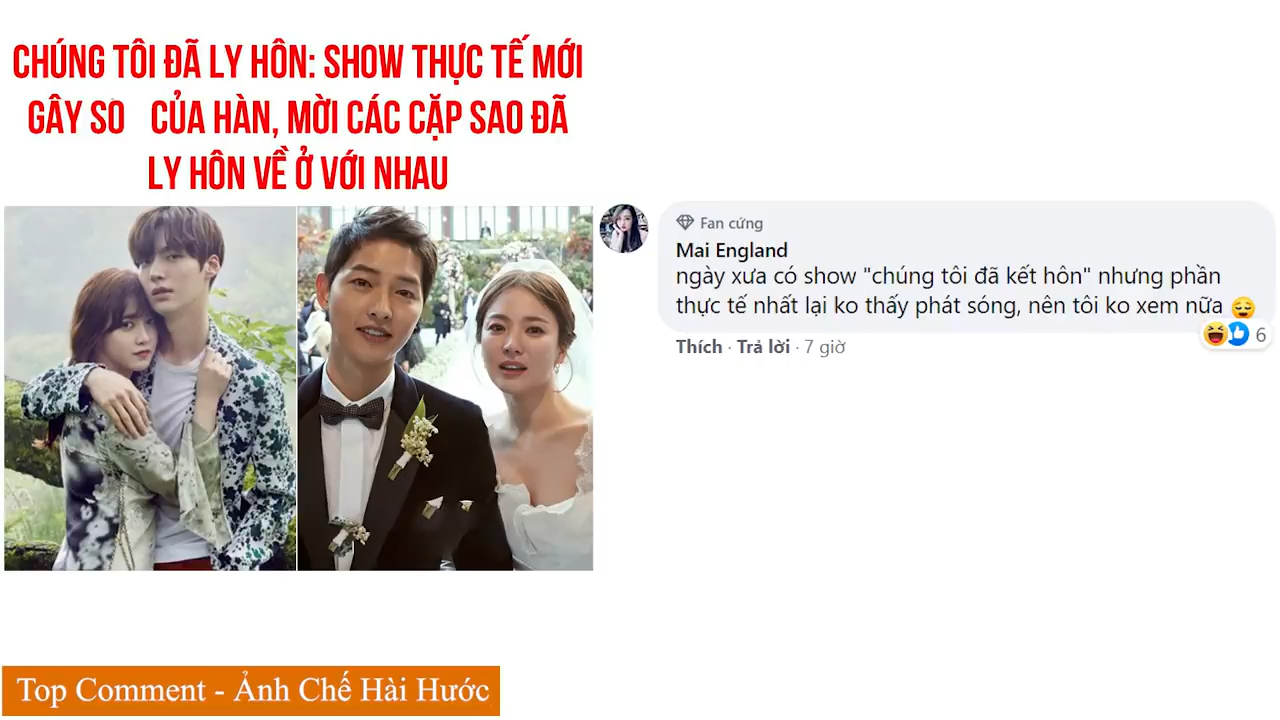 CHÚNG TÔI ĐÃ LY HÔN: SHOW THỰC TẾ MỚI
GÂY SO CỦA HÀN, MỜI CÁC CẶP SAO ĐÃ
LY HÔN VỀ Ở VỚI NHAU
Fan cứng
Mai England
ngày xưa có show "chúng tôi đã kết hôn" nhưng phần
thực tế nhất lại ko thấy phát sóng, nên tôi ko xem nữa 😌
6
Thích · Trả lời · 7 giờ
Top Comment - Ảnh Chế Hài Hước